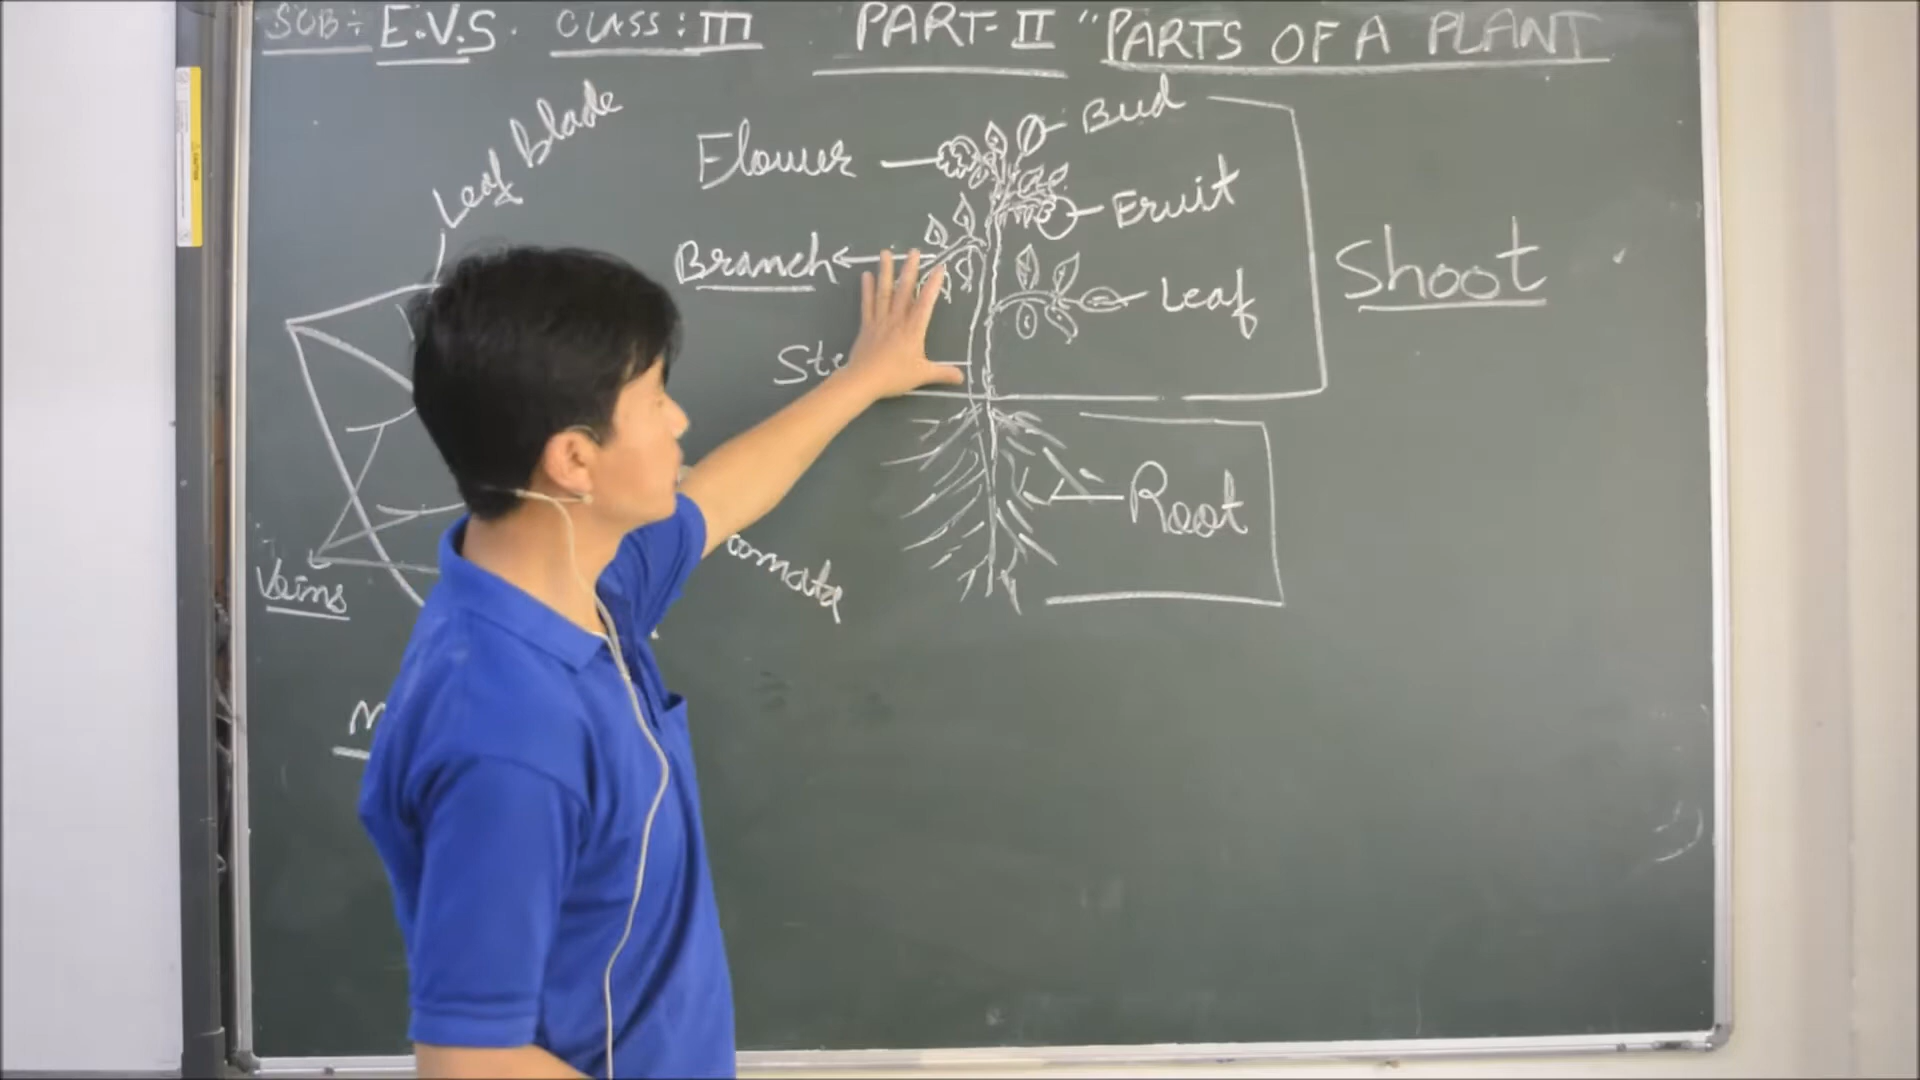 SUB:- E.V.S. CLASS: III PART-II "PARTS OF A PLANT
Leaf Blade
Flower
Bud
Fruit
Branch
Leaf
Shoot
Root
Veins